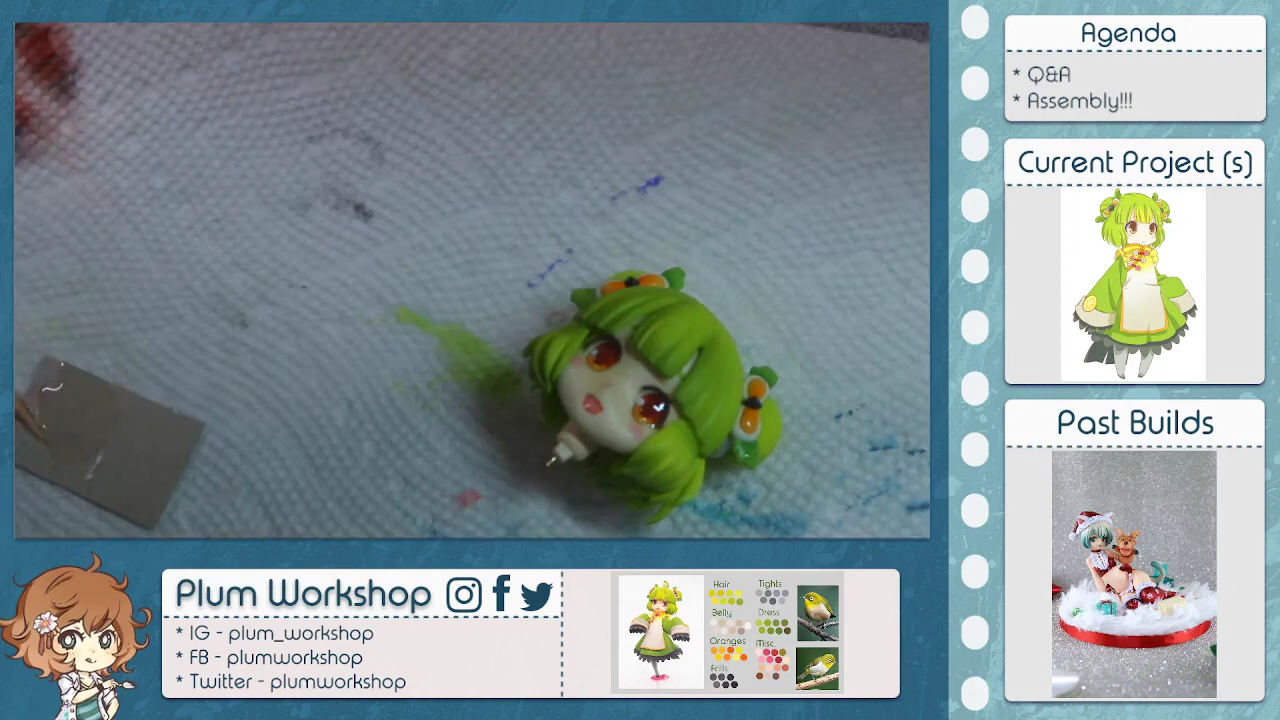 Agenda
* Q&A
* Assembly!!!
Current Project (s)
Past Builds
Plum Workshop
* IG - plum_workshop
* FB - plumworkshop
* Twitter - plumworkshop
Hair
Tights
Belly
Dress
Oranges
Misc.
Frills